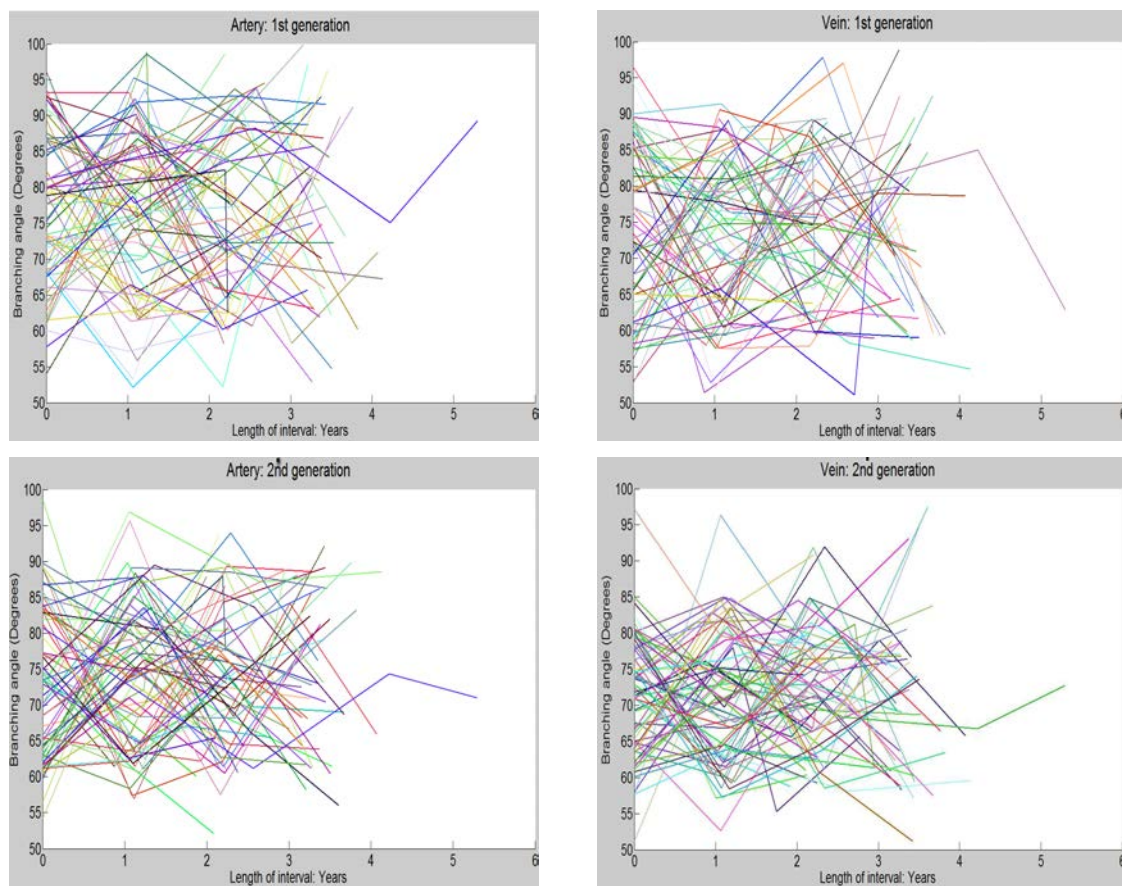 Artery: 1st generation
100
95
90
85
80
75
70
65
60
55
50
Branching angle (Degrees)
0 1 2 3 4 5 6
Length of interval: Years
Vein: 1st generation
100
95
90
85
80
75
70
65
60
55
50
Branching angle (Degrees)
0 1 2 3 4 5 6
Length of interval: Years
Artery: 2nd generation
100
95
90
85
80
75
70
65
60
55
50
Branching angle (Degrees)
0 1 2 3 4 5 6
Length of interval: Years
Vein: 2nd generation
100
95
90
85
80
75
70
65
60
55
50
Branching angle (Degrees)
0 1 2 3 4 5 6
Length of interval: Years